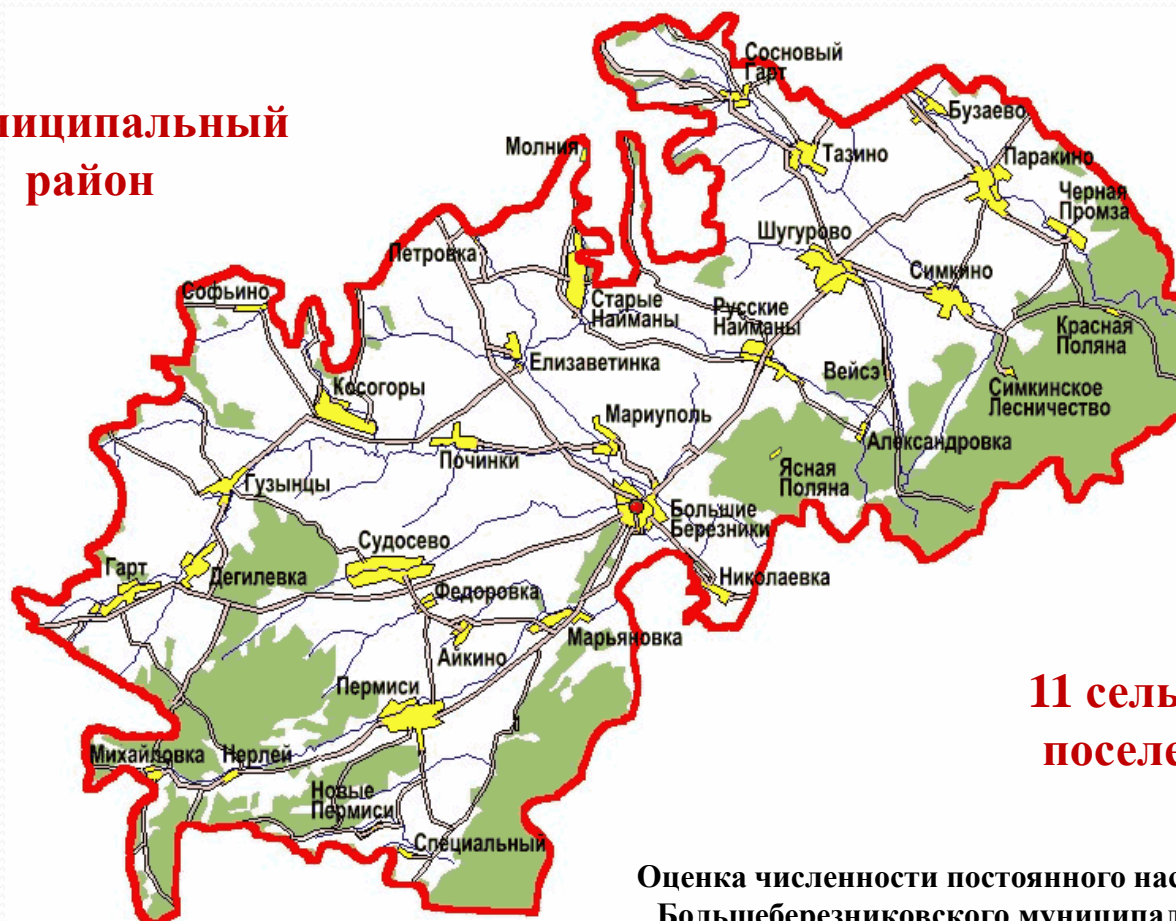 Сосновый
Гарт
Бузаево
ниципальный
район
Молния
Тазино
Паракино
Черная
Промза
Шугурово
Петровка
Симкино
Софьино
Старые
Найманы
Русские
Найманы
Красная
Поляна
Елизаветинка
Вейсэ
Косогоры
Симкинское
Лесничество
Мариуполь
Александровка
Починки
Ясная
Поляна
Гузынцы
Большие
Березники
Судосево
Гарт
Дегилевка
Николаевка
Федоровка
Марьяновка
Айкино
Пермиси
11 сель
поселе
Михайловка
Нерлей
Новые
Пермиси
Специальный
Оценка численности постоянного нас
Большеберезниковского муниципал